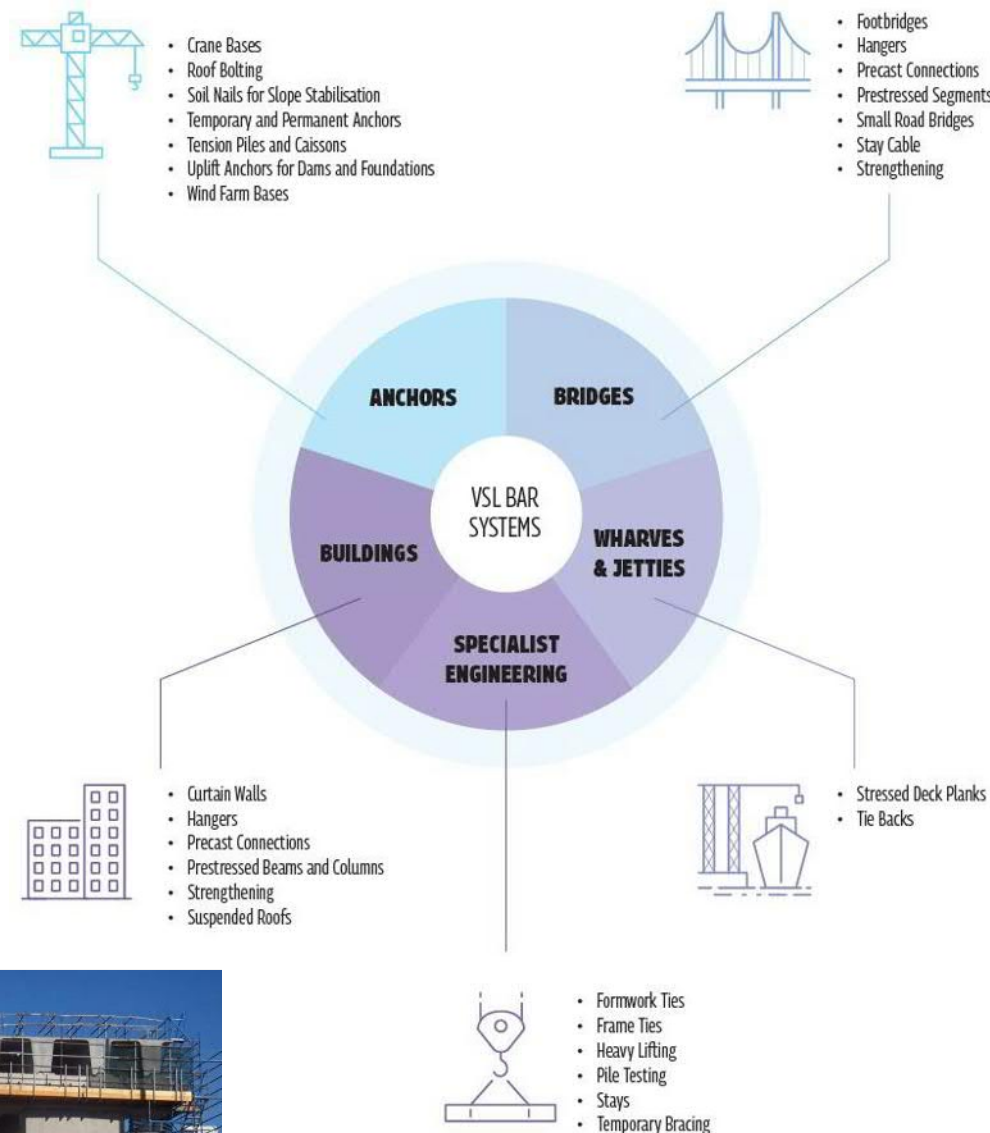 Crane Bases
Roof Bolting
Soil Nails for Slope Stabilisation
Temporary and Permanent Anchors
Tension Piles and Caissons
Uplift Anchors for Dams and Foundations
Wind Farm Bases
Footbridges
Hangers
Precast Connections
Prestressed Segments
Small Road Bridges
Stay Cable
Strengthening
ANCHORS
BRIDGES
VSL BAR
SYSTEMS
BUILDINGS
WHARVES
& JETTIES
SPECIALIST
ENGINEERING
Curtain Walls
Hangers
Precast Connections
Prestressed Beams and Columns
Strengthening
Suspended Roofs
Stressed Deck Planks
Tie Backs
Formwork Ties
Frame Ties
Heavy Lifting
Pile Testing
Stays
Temporary Bracing